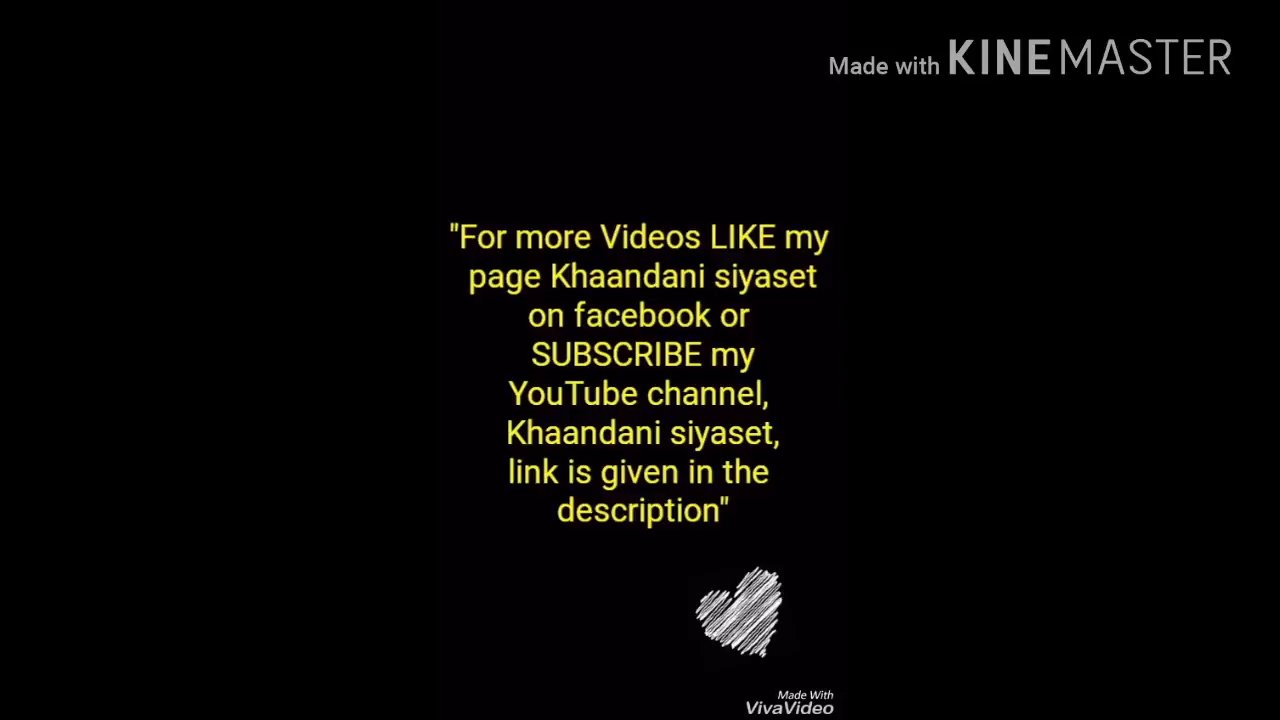 Made with KINEMASTER
"For more Videos LIKE my
page Khaandani siyaset
on facebook or
SUBSCRIBE my
YouTube channel,
Khaandani siyaset,
link is given in the
description"
Made With
VivaVideo